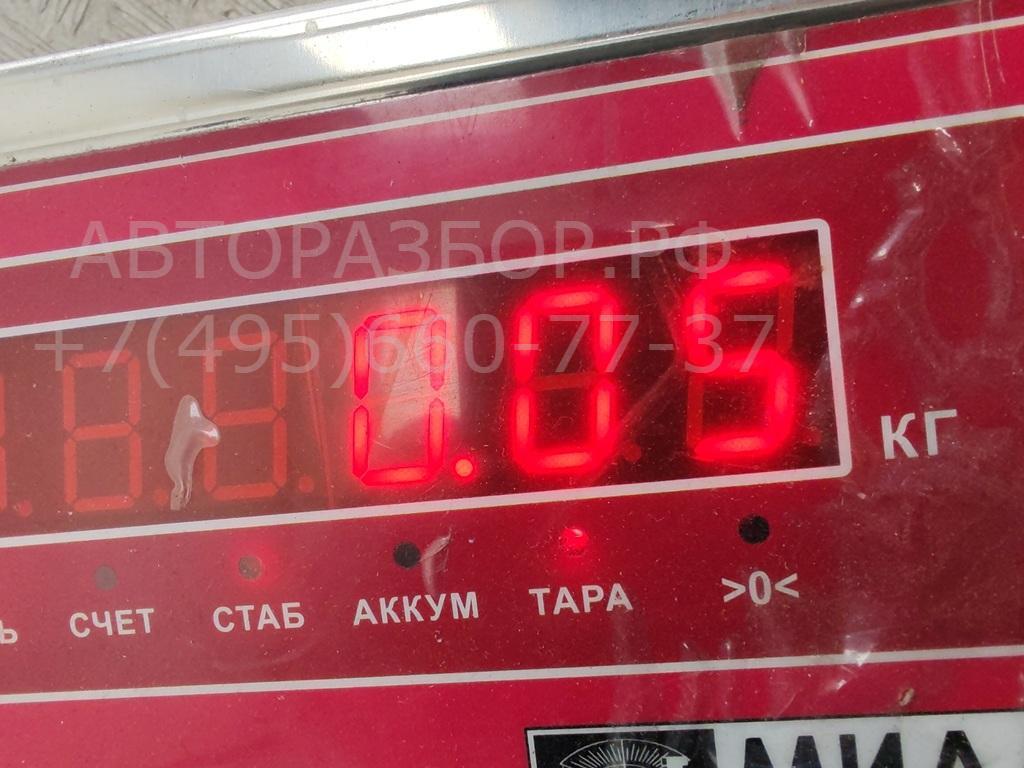 АВТОРАЗБОР.РФ
+7(495)660-77-37
0.05 КГ
СЧЕТ СТАБ АККУМ ТАРА >0<